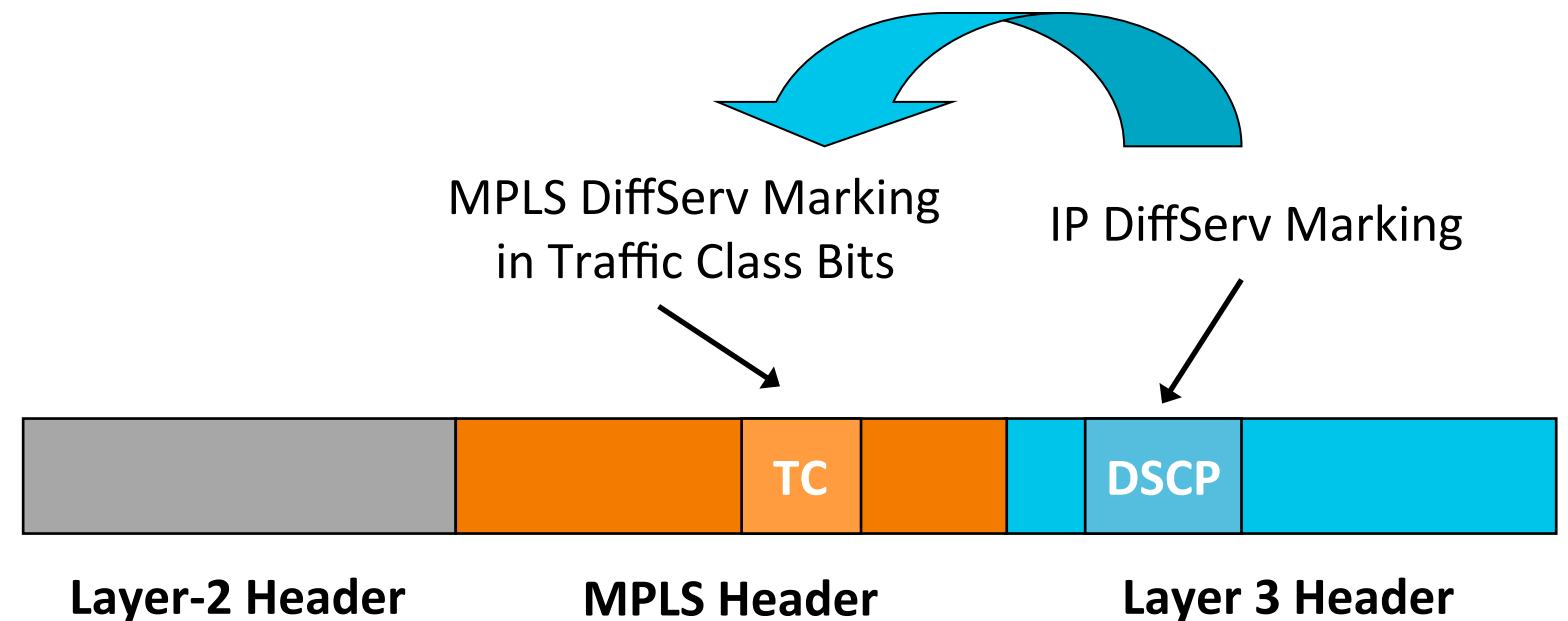 MPLS DiffServ Marking
in Traffic Class Bits
IP DiffServ Marking
TC
DSCP
Layer-2 Header
MPLS Header
Layer 3 Header